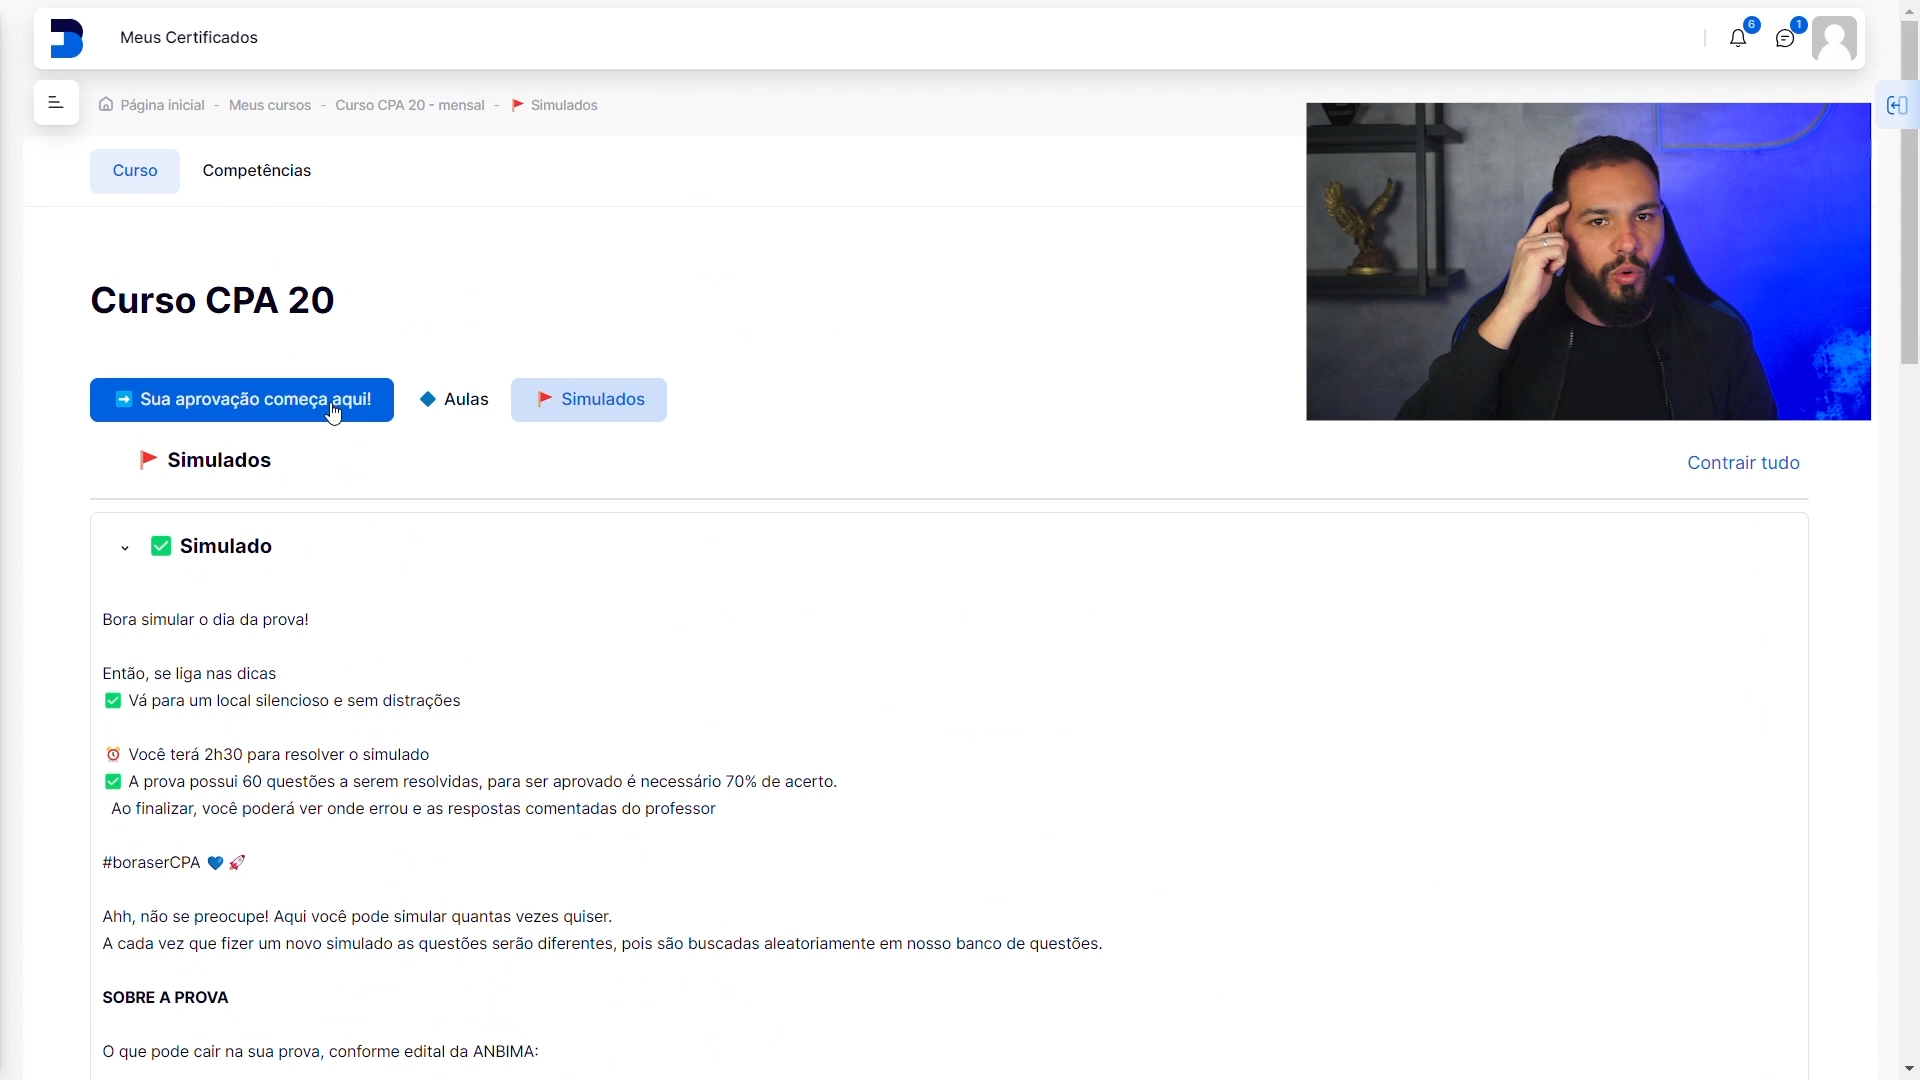 Meus Certificados
6
1
Página inicial - Meus cursos - Curso CPA 20 - mensal - 🚩 Simulados
Curso
Competências
Curso CPA 20
➡️ Sua aprovação começa aqui!
🔷 Aulas
🚩 Simulados
🚩 Simulados
Contrair tudo
✅ Simulado
Bora simular o dia da prova!
Então, se liga nas dicas
✅ Vá para um local silencioso e sem distrações
⏰ Você terá 2h30 para resolver o simulado
✅ A prova possui 60 questões a serem resolvidas, para ser aprovado é necessário 70% de acerto.
Ao finalizar, você poderá ver onde errou e as respostas comentadas do professor
#boraserCPA 💙 🚀
Ahh, não se preocupe! Aqui você pode simular quantas vezes quiser.
A cada vez que fizer um novo simulado as questões serão diferentes, pois são buscadas aleatoriamente em nosso banco de questões.
SOBRE A PROVA
O que pode cair na sua prova, conforme edital da ANBIMA: